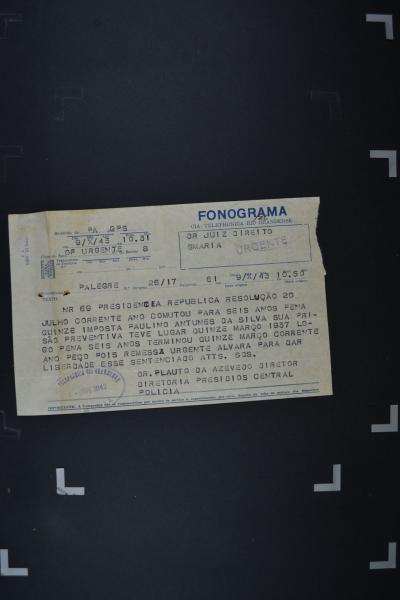 FONOGRAMA
CIA. TELEFONICA RIO GRANDENSE
PA GPS
OF URGENTE 8
9/X/43 10.31
DR JUIZ DIREITO
SMARIA
URGENTE
PALEGRE 25/17 61 9/X/43 10.50
TEXTO
NR 69 PRESIDENCIA REPUBLICA RESOLUÇÃO 20
JULHO CORRENTE ANO COMUTOU PARA SEIS ANOS PENA
QUINZE IMPOSTA PAULINO ANTUNES DA SILVA SUA PRI-
SÃO PREVENTIVA TEVE LUGAR QUINZE MARÇO 1937 LO-
GO PENA SEIS ANOS TERMINOU QUINZE MARÇO CORRENTE
ANO PEÇO POIS REMESSA URGENTE ALVARA PARA DAR
LIBERDADE ESSE SENTENCIADO ATTS. SDS.
DR. PLAUTO DA AZEVEDO DIRETOR
DIRETORIA PRESIDIOS CENTRAL
POLICIA